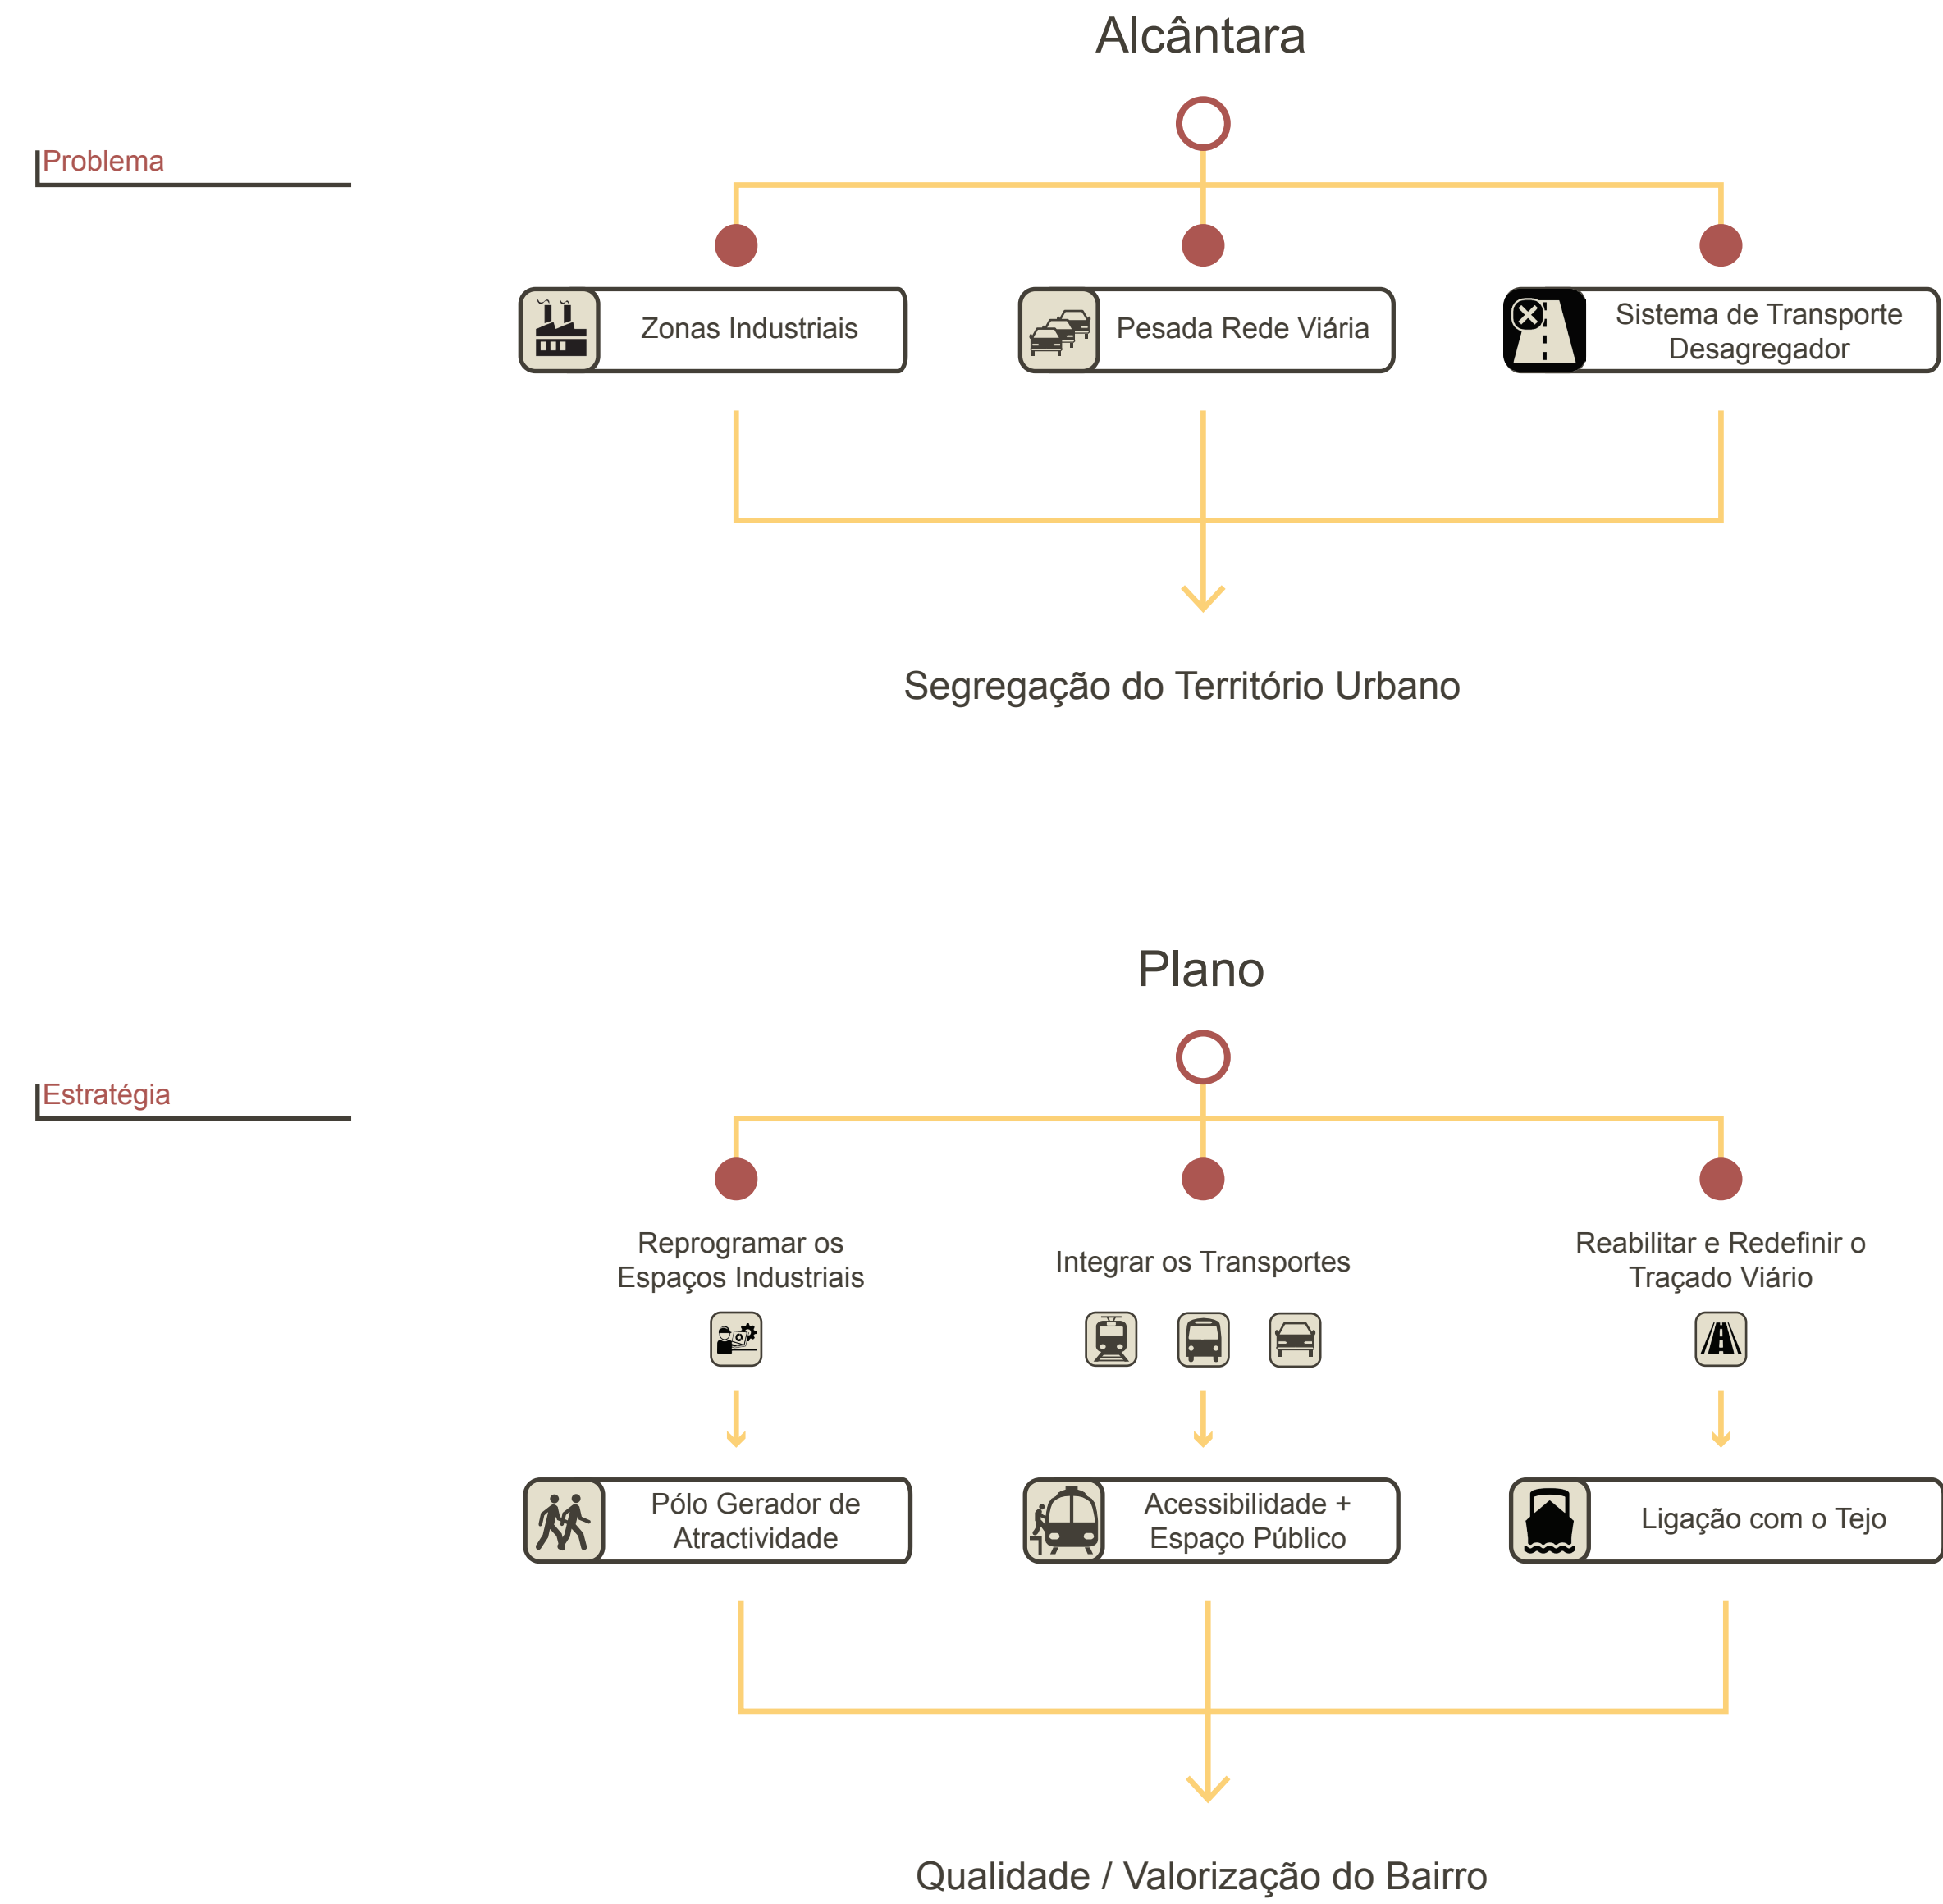 Alcântara
Problema
Zonas Industriais
Pesada Rede Viária
Sistema de Transporte
Desagregador
Segregação do Território Urbano
Plano
Estratégia
Reprogramar os
Espaços Industriais
Integrar os Transportes
Reabilitar e Redefinir o
Traçado Viário
Pólo Gerador de
Atractividade
Acessibilidade +
Espaço Público
Ligação com o Tejo
Qualidade / Valorização do Bairro